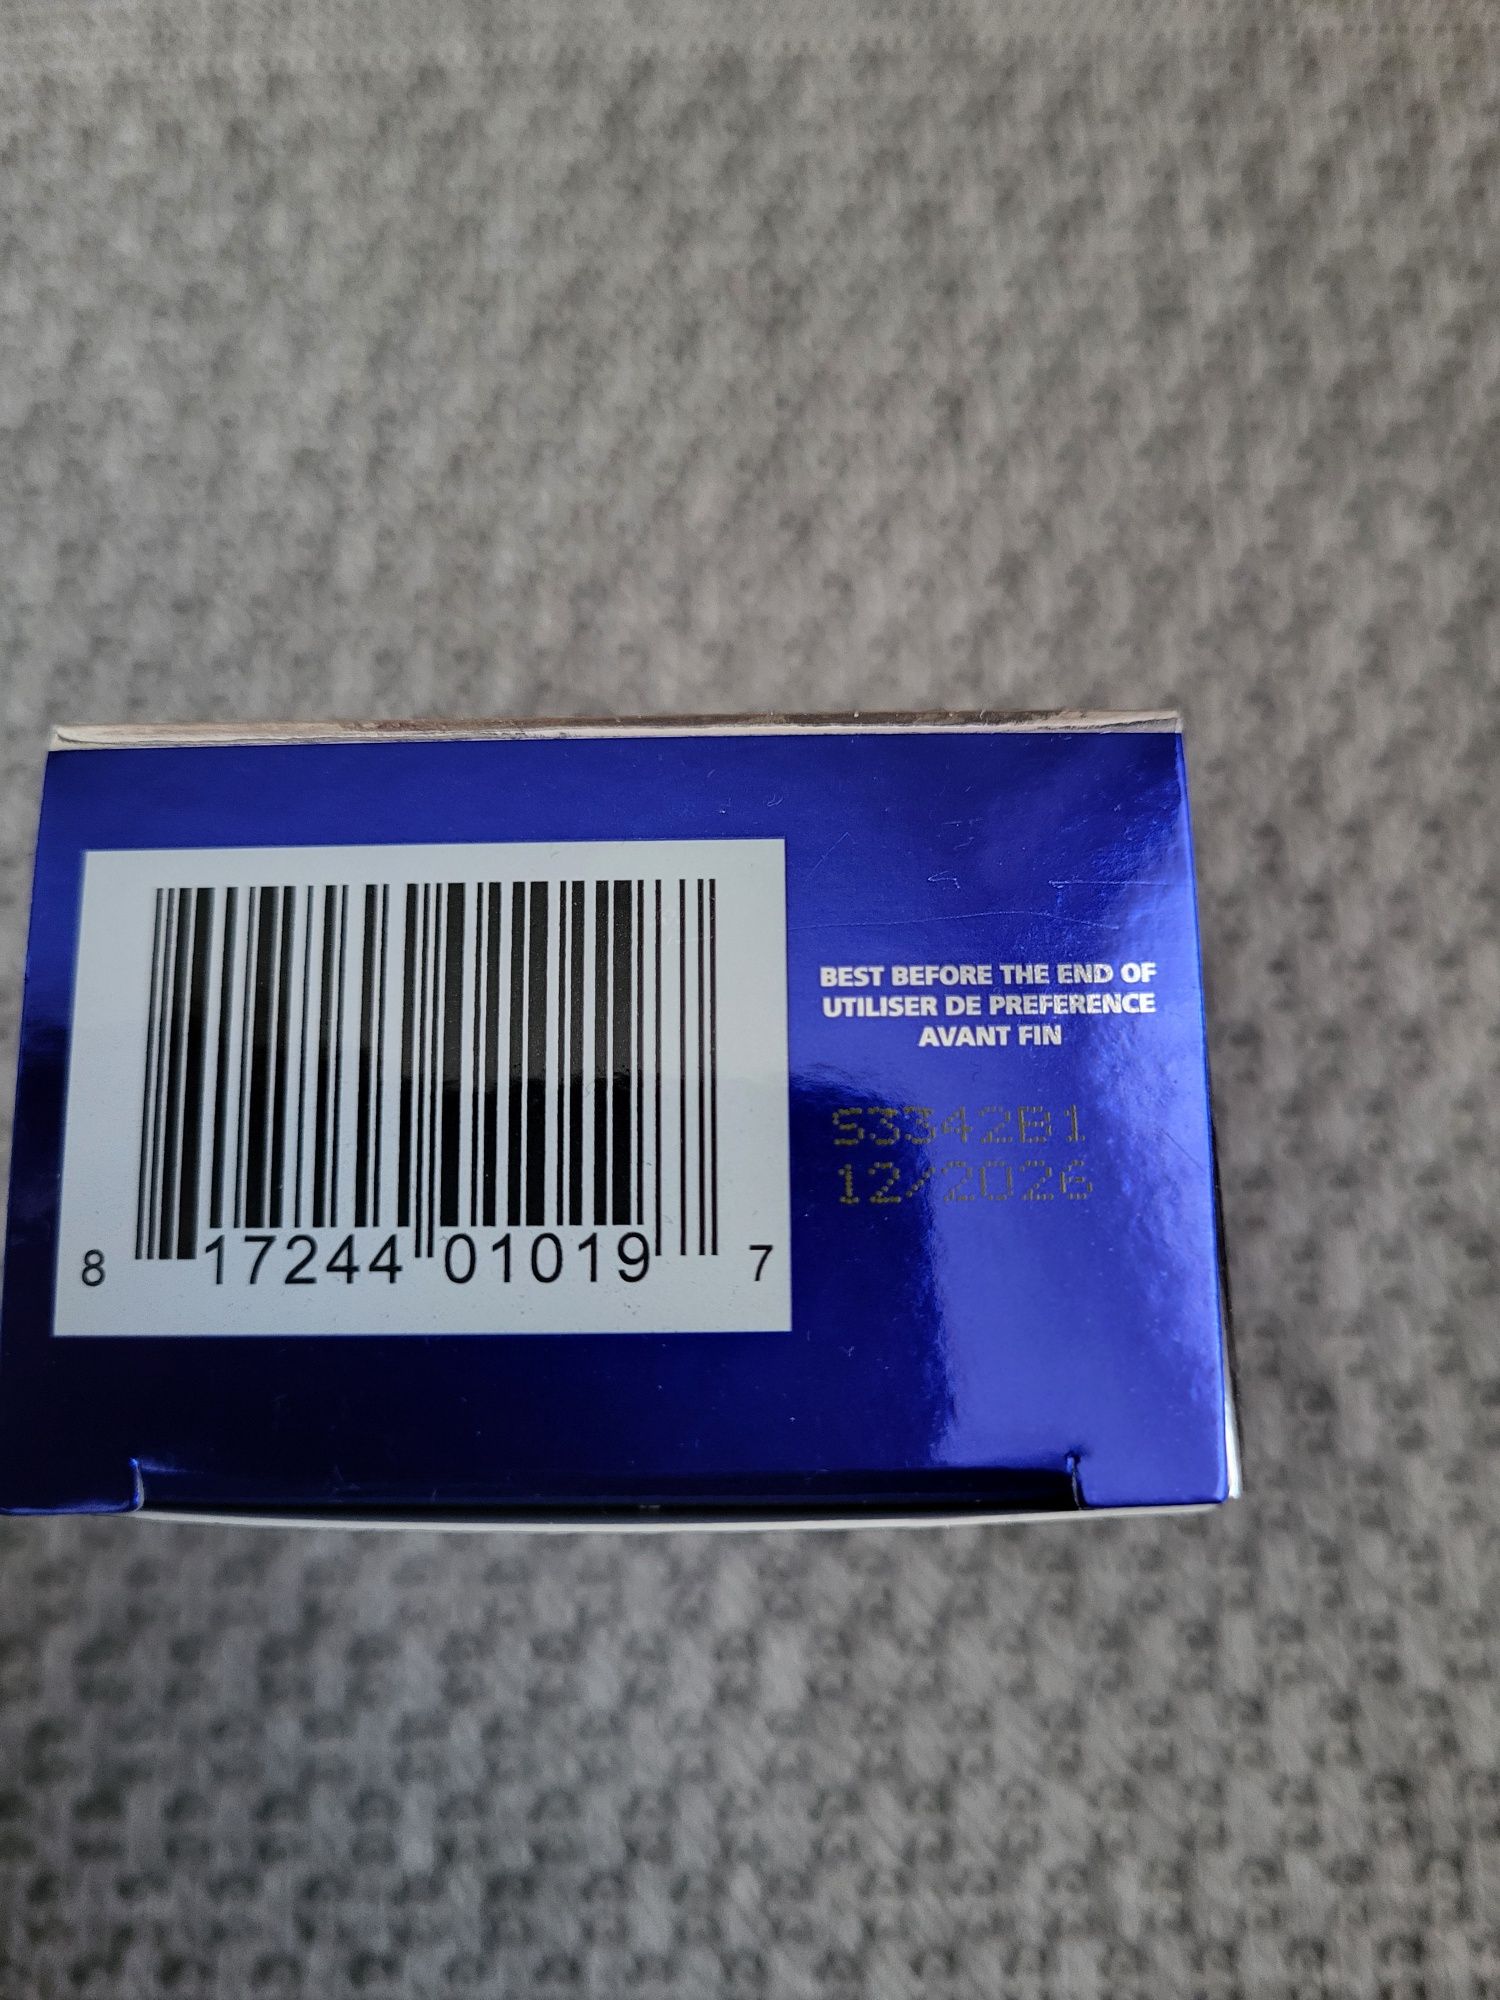 BEST BEFORE THE END OF
UTILISER DE PREFERENCE
AVANT FIN
S3342B1
12/2026
8 17244 01019 7